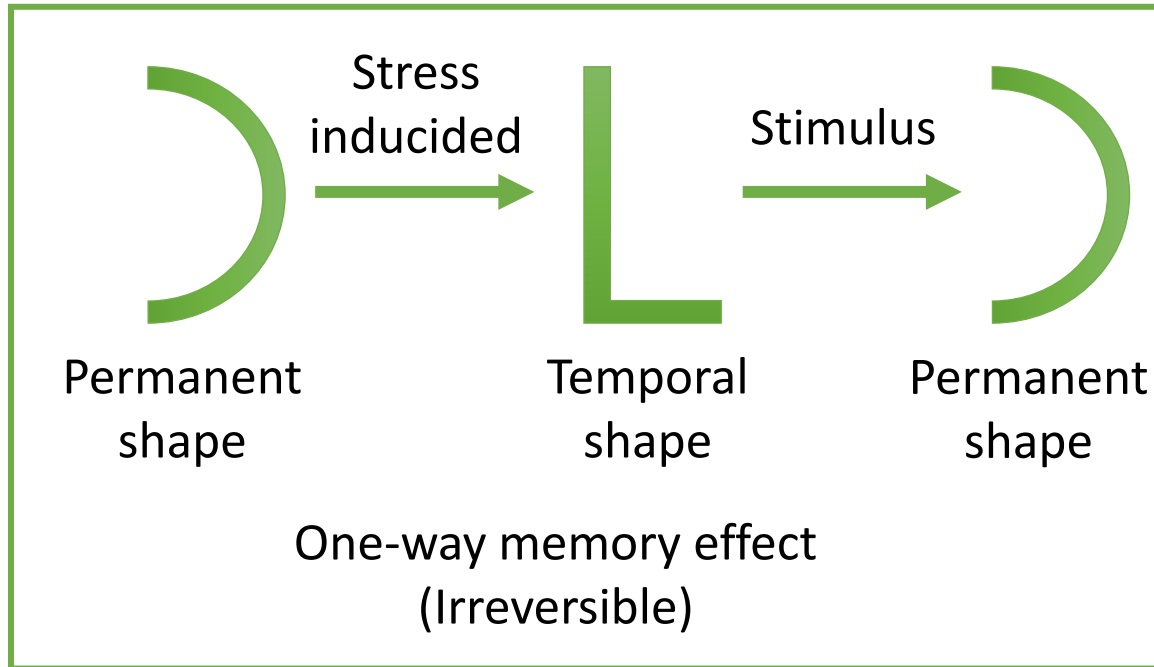 Stress
inducided
Stimulus
Permanent
shape
Temporal
shape
Permanent
shape
One-way memory effect
(Irreversible)